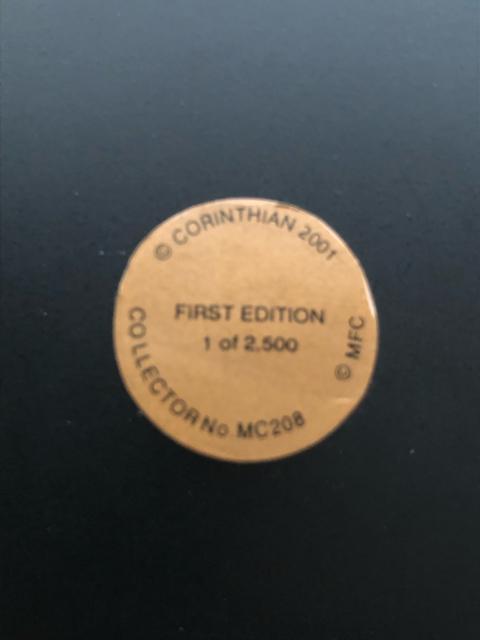 © CORINTHIAN 2001
FIRST EDITION
1 of 2,500
© MFC
COLLECTOR No MC208